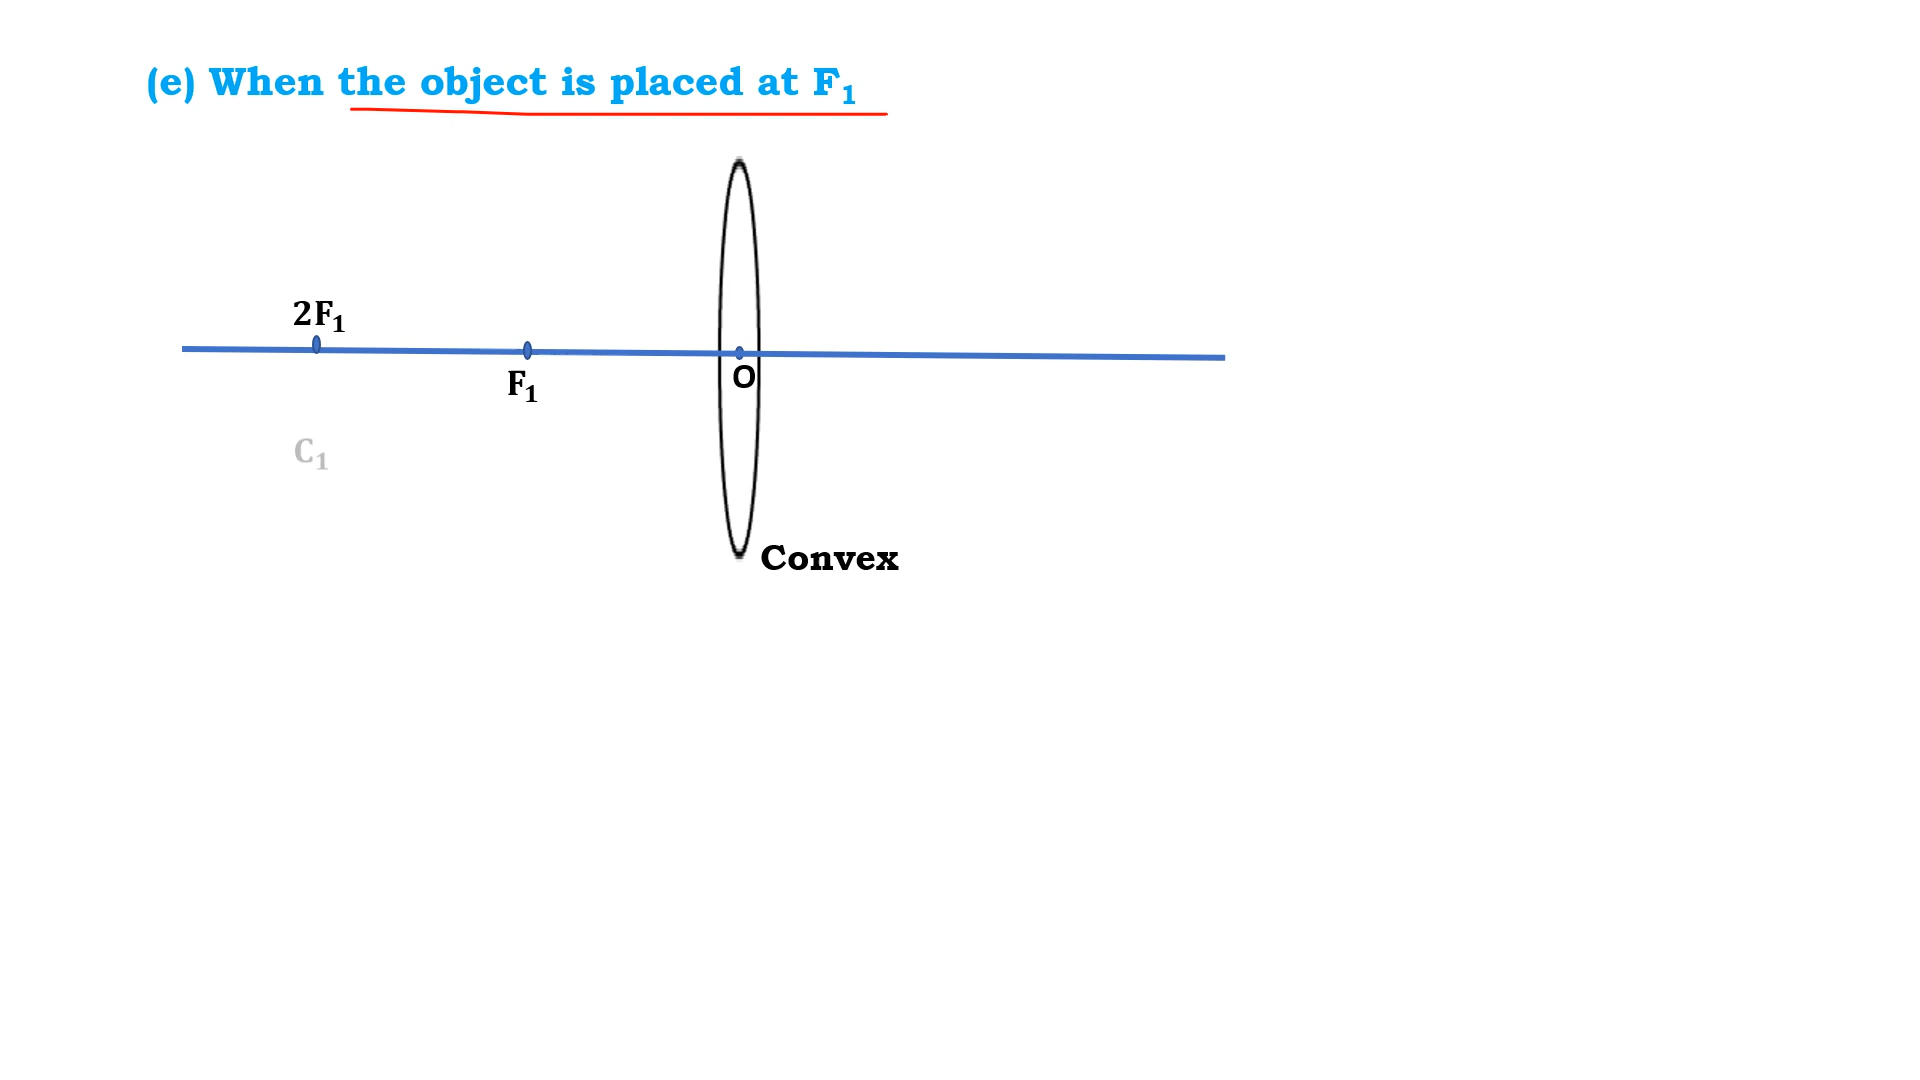 (e) When the object is placed at F₁
2F₁
O
F₁
C₁
Convex